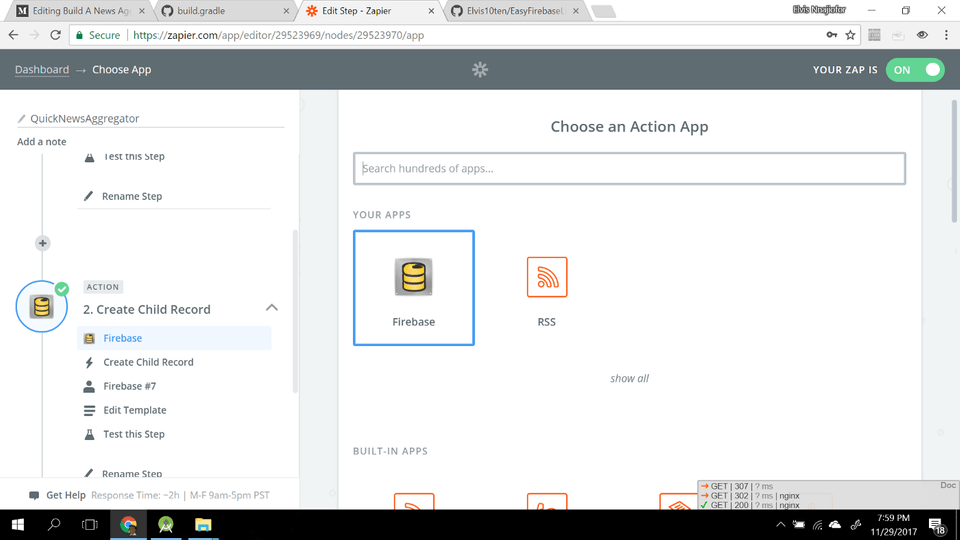 Editing Build A News Ag
build.gradle
Edit Step - Zapier
Elvis10ten/EasyFirebase
Elvis Nnajiofor
Secure
https://zapier.com/app/editor/29523969/nodes/29523970/app
Dashboard → Choose App
YOUR ZAP IS
ON
QuickNewsAggregator
Add a note
Test this Step
Rename Step
ACTION
2. Create Child Record
Firebase
Create Child Record
Firebase #7
Edit Template
Test this Step
Rename Step
Get Help Response Time: ~2h | M-F 9am-5pm PST
Choose an Action App
Search hundreds of apps...
YOUR APPS
Firebase
RSS
show all
BUILT-IN APPS
GET | 307 | ? ms
GET | 302 | ? ms | nginx
GET | 200 | ? ms | nginx
Doc
7:59 PM
11/29/2017
18